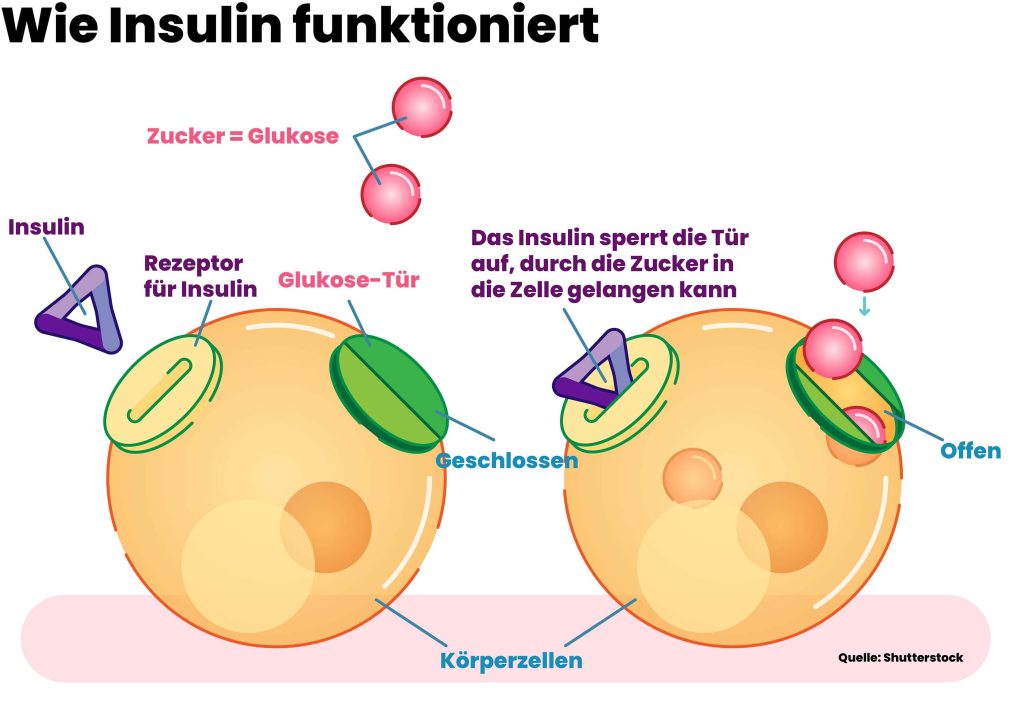 Wie Insulin funktioniert
Zucker = Glukose
Insulin
Rezeptor
für Insulin
Glukose-Tür
Das Insulin sperrt die Tür
auf, durch die Zucker in
die Zelle gelangen kann
Geschlossen
Offen
Körperzellen
Quelle: Shutterstock